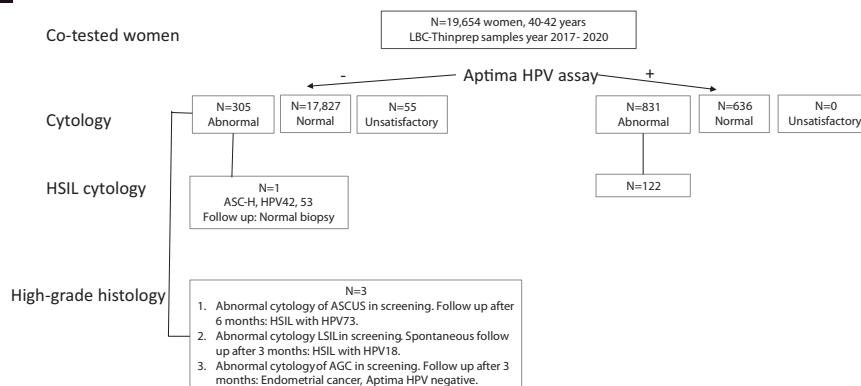 Co-tested women
N=19,654 women, 40-42 years
LBC-Thinprep samples year 2017- 2020
- Aptima HPV assay +
Cytology
N=305
Abnormal
N=17,827
Normal
N=55
Unsatisfactory
N=831
Abnormal
N=636
Normal
N=0
Unsatisfactory
HSIL cytology
N=1
ASC-H, HPV42, 53
Follow up: Normal biopsy
N=122
High-grade histology
N=3
1. Abnormal cytology of ASCUS in screening. Follow up after
6 months: HSIL with HPV73.
2. Abnormal cytology LSIL in screening. Spontaneous follow
up after 3 months: HSIL with HPV18.
3. Abnormal cytology of AGC in screening. Follow up after 3
months: Endometrial cancer, Aptima HPV negative.